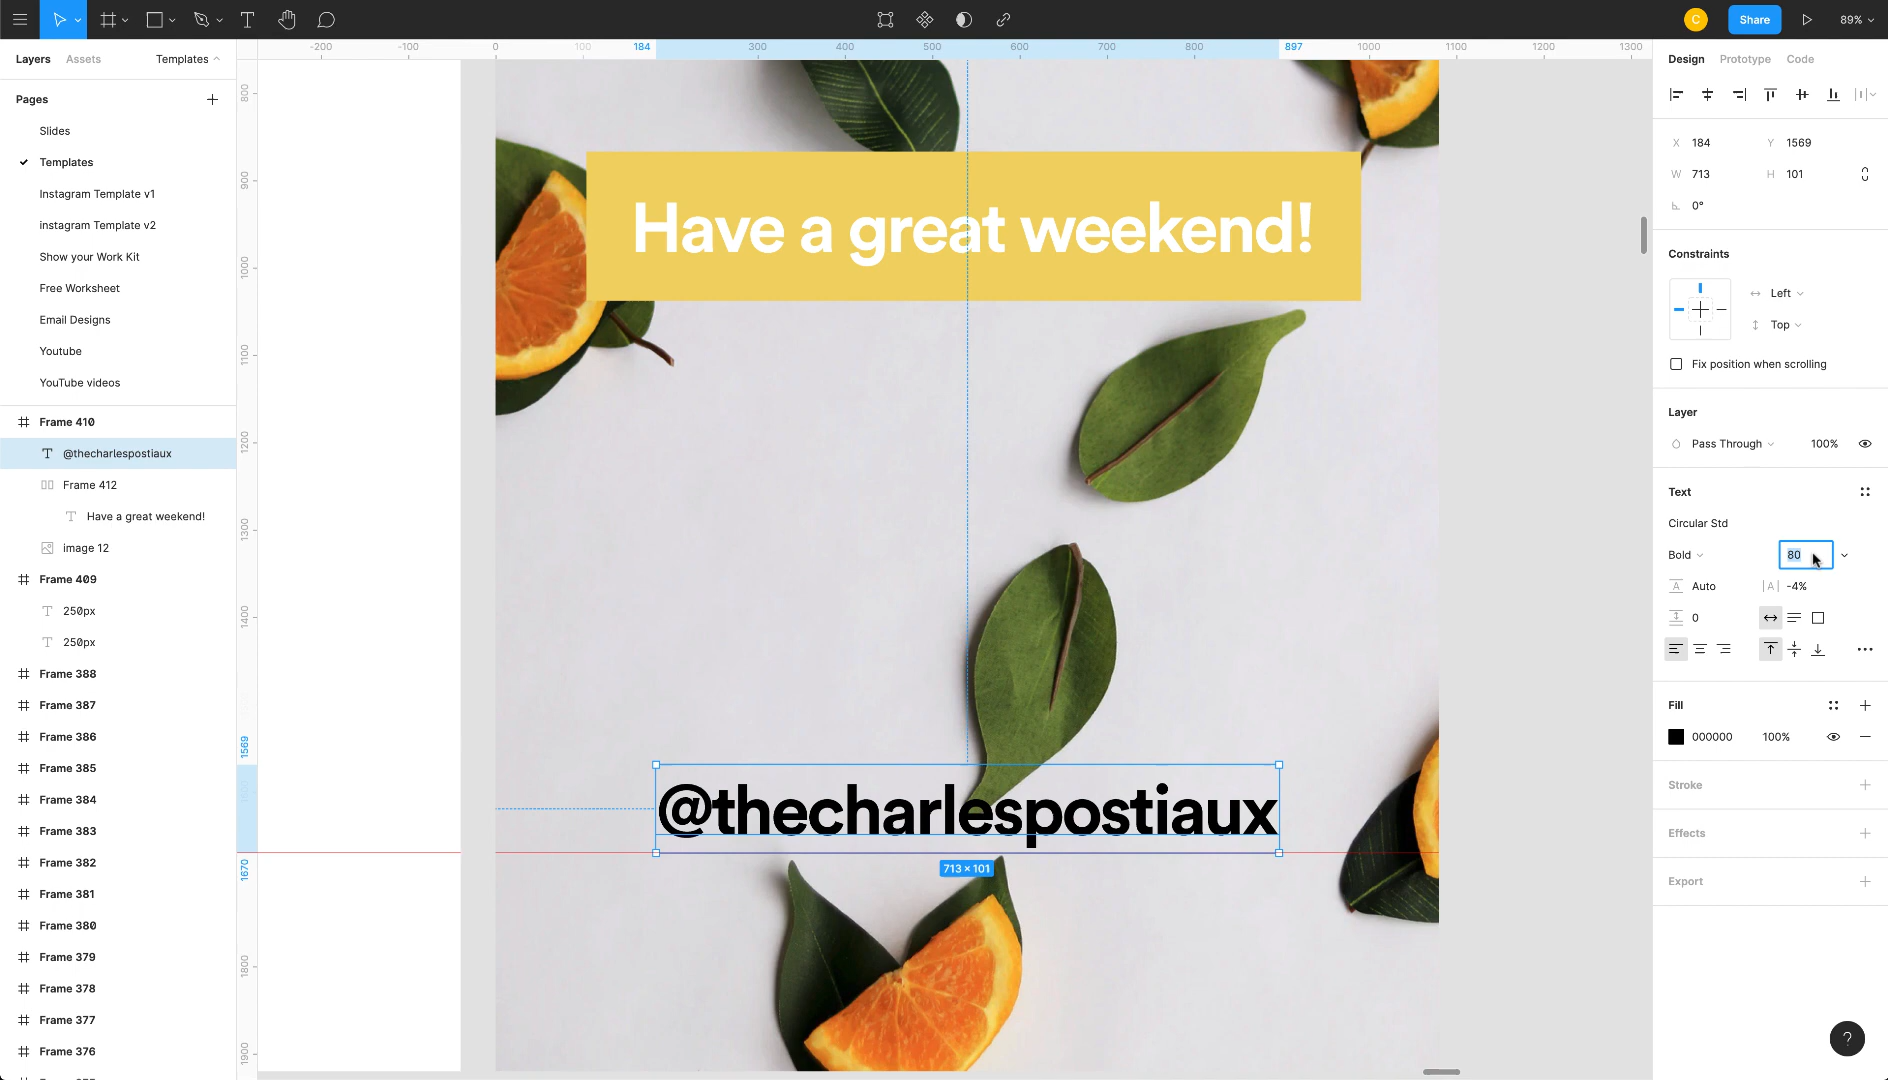 C
Share
89%
Layers
Assets
Templates
-200
-100
0
100
184
300
400
500
600
700
800
897
1000
1100
1200
1300
Design
Prototype
Code
Pages
Slides
Templates
Instagram Template v1
instagram Template v2
Show your Work Kit
Free Worksheet
Email Designs
Youtube
YouTube videos
Frame 410
@thecharlespostiaux
Frame 412
Have a great weekend!
image 12
Frame 409
250px
250px
Frame 388
Frame 387
Frame 386
Frame 385
Frame 384
Frame 383
Frame 382
Frame 381
Frame 380
Frame 379
Frame 378
Frame 377
Frame 376
800
900
1000
1100
1200
1300
1400
1569
1670
1800
1900
Have a great weekend!
@thecharlespostiaux
713 × 101
X 184
Y 1569
W 713
H 101
0°
Constraints
Left
Top
Fix position when scrolling
Layer
Pass Through
100%
Text
Circular Std
Bold
80
A Auto
|A| -4%
0
Fill
000000
100%
Stroke
Effects
Export
?